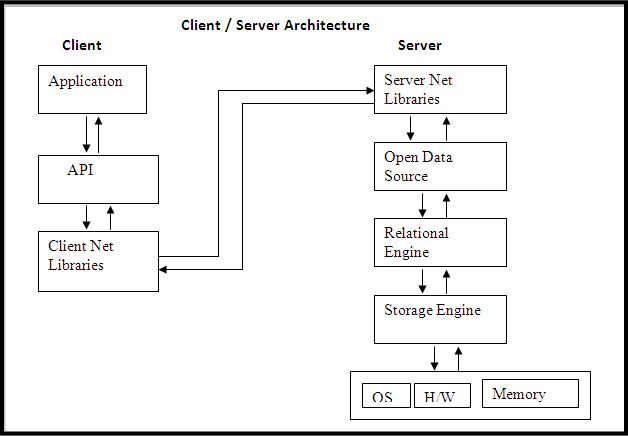 Client / Server Architecture
Client
Server
Application
API
Client Net
Libraries
Server Net
Libraries
Open Data
Source
Relational
Engine
Storage Engine
OS
H/W
Memory